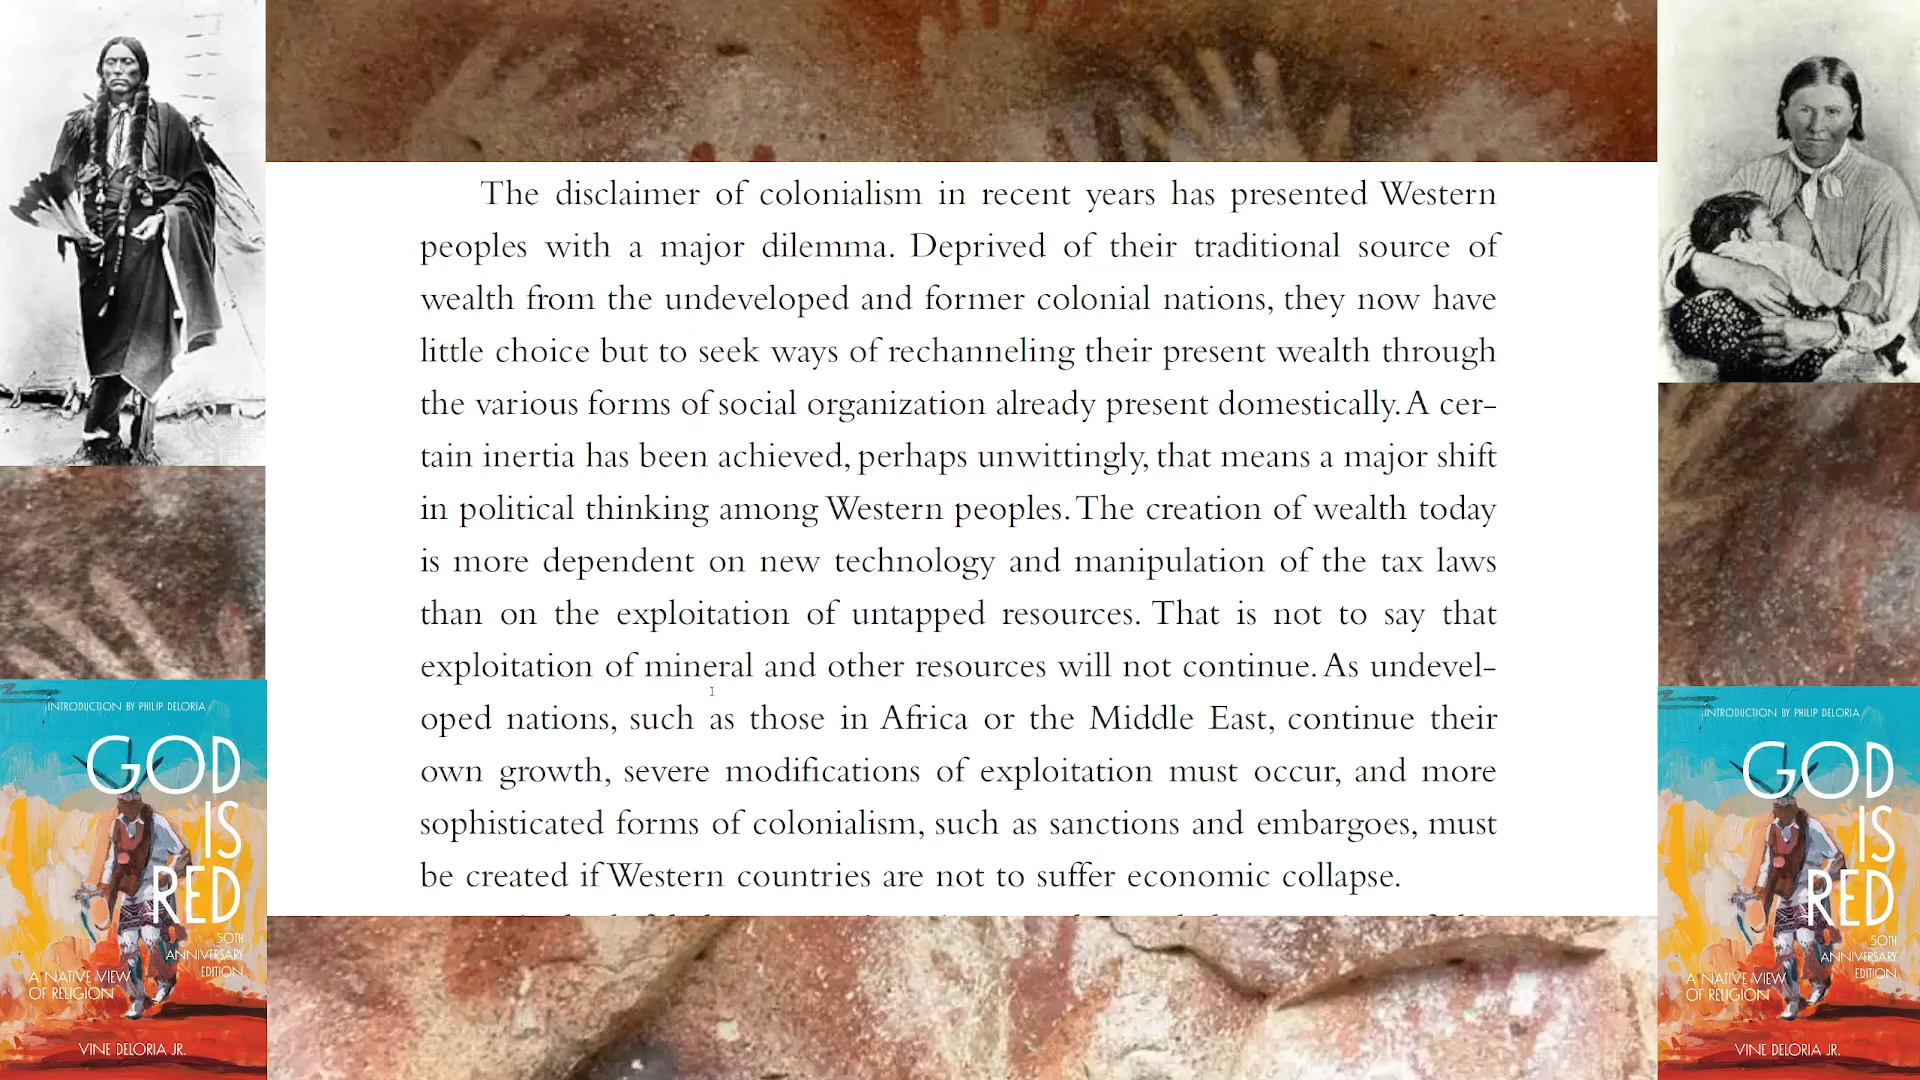 The disclaimer of colonialism in recent years has presented Western
peoples with a major dilemma. Deprived of their traditional source of
wealth from the undeveloped and former colonial nations, they now have
little choice but to seek ways of rechanneling their present wealth through
the various forms of social organization already present domestically. A cer-
tain inertia has been achieved, perhaps unwittingly, that means a major shift
in political thinking among Western peoples. The creation of wealth today
is more dependent on new technology and manipulation of the tax laws
than on the exploitation of untapped resources. That is not to say that
exploitation of mineral and other resources will not continue. As undevel-
oped nations, such as those in Africa or the Middle East, continue their
own growth, severe modifications of exploitation must occur, and more
sophisticated forms of colonialism, such as sanctions and embargoes, must
be created if Western countries are not to suffer economic collapse.
INTRODUCTION BY PHILIP DELORIA
GOD
IS
RED
50TH
ANNIVERSARY
EDITION
A NATIVE VIEW
OF RELIGION
VINE DELORIA JR.
INTRODUCTION BY PHILIP DELORIA
GOD
IS
RED
50TH
ANNIVERSARY
EDITION
A NATIVE VIEW
OF RELIGION
VINE DELORIA JR.